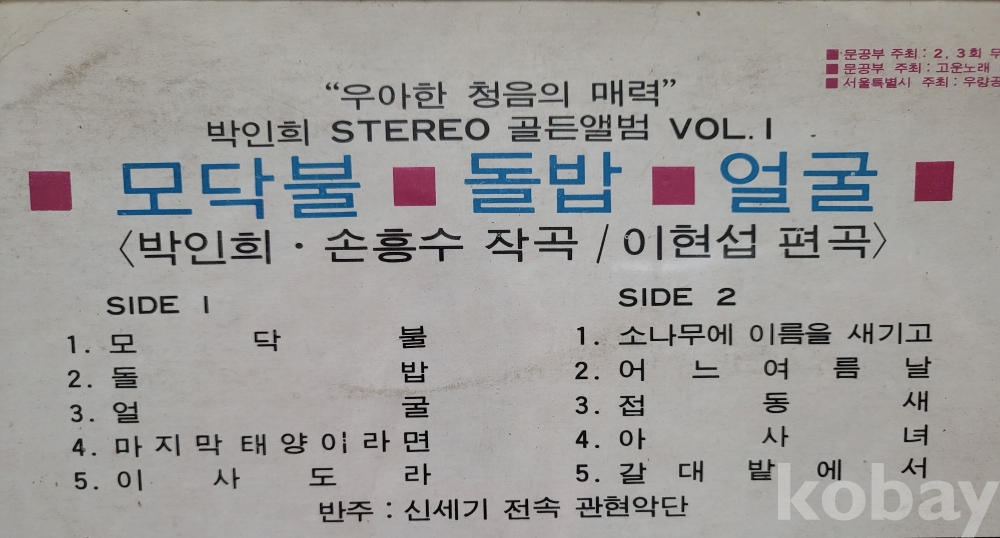 ■문공부 주최 : 2, 3회
■문공부 주최 : 고운노래
■서울특별시 주최 : 우량
“우아한 청음의 매력”
박인희 STEREO 골든앨범 VOL. I
■ 모닥불 ■ 돌밥 ■ 얼굴 ■
〈박인희 · 손흥수 작곡 / 이현섭 편곡〉
SIDE I
1. 모닥불
2. 돌밥
3. 얼굴
4. 마지막태양이라면
5. 이사도라
SIDE 2
1. 소나무에 이름을 새기고
2. 어느여름날
3. 접동새
4. 아사녀
5. 갈대밭에서
반주 : 신세기 전속 관현악단
kobay